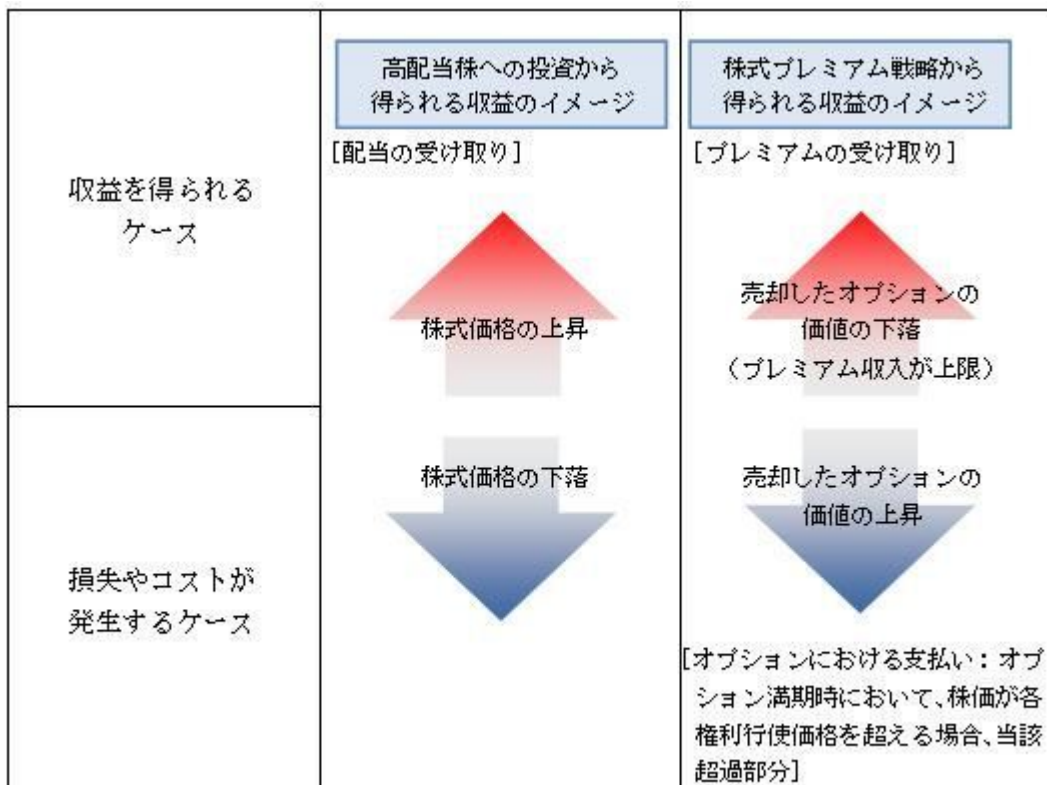 高配当株への投資から
得られる収益のイメージ
株式プレミアム戦略から
得られる収益のイメージ
収益を得られる
ケース
[配当の受け取り]
株式価格の上昇
[プレミアムの受け取り]
売却したオプションの
価値の下落
（プレミアム収入が上限）
損失やコストが
発生するケース
株式価格の下落
売却したオプションの
価値の上昇
[オプションにおける支払い：オプ
ション満期時において、株価が各
権利行使価格を超える場合、当該
超過部分]